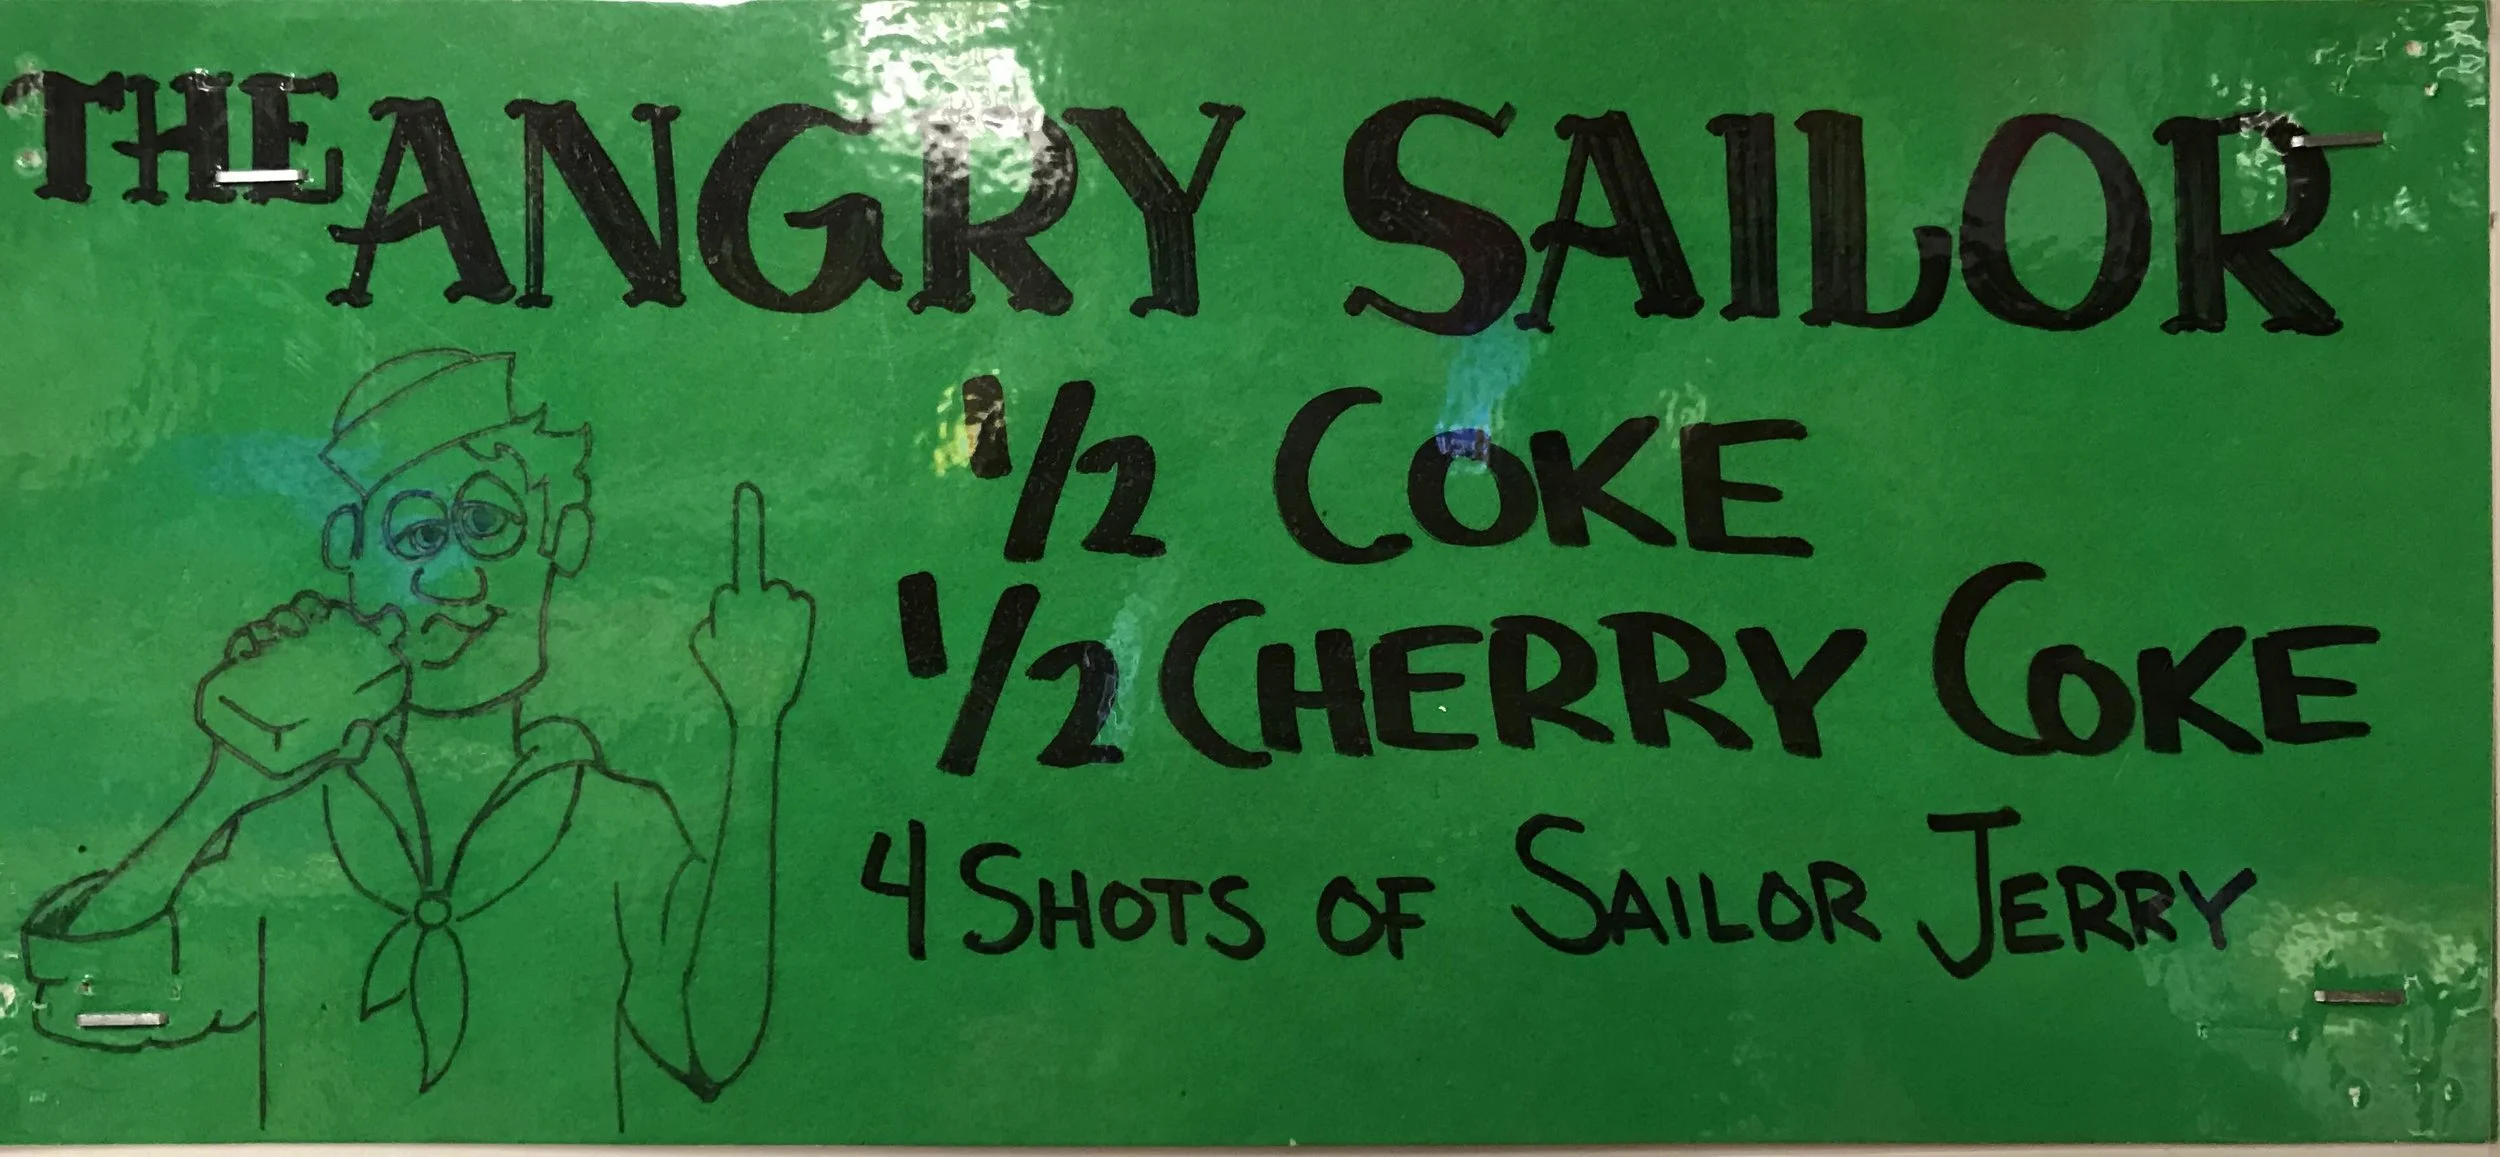 THE ANGRY SAILOR
1/2 COKE
1/2 CHERRY COKE
4 SHOTS OF SAILOR JERRY